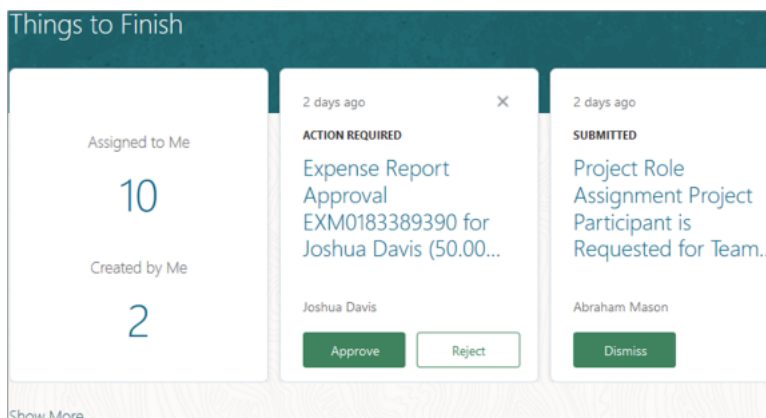 Things to Finish
Assigned to Me
10
Created by Me
2
2 days ago
ACTION REQUIRED
Expense Report
Approval
EXM0183389390 for
Joshua Davis (50.00...
Joshua Davis
Approve
Reject
2 days ago
SUBMITTED
Project Role
Assignment Project
Participant is
Requested for Team..
Abraham Mason
Dismiss
Show More